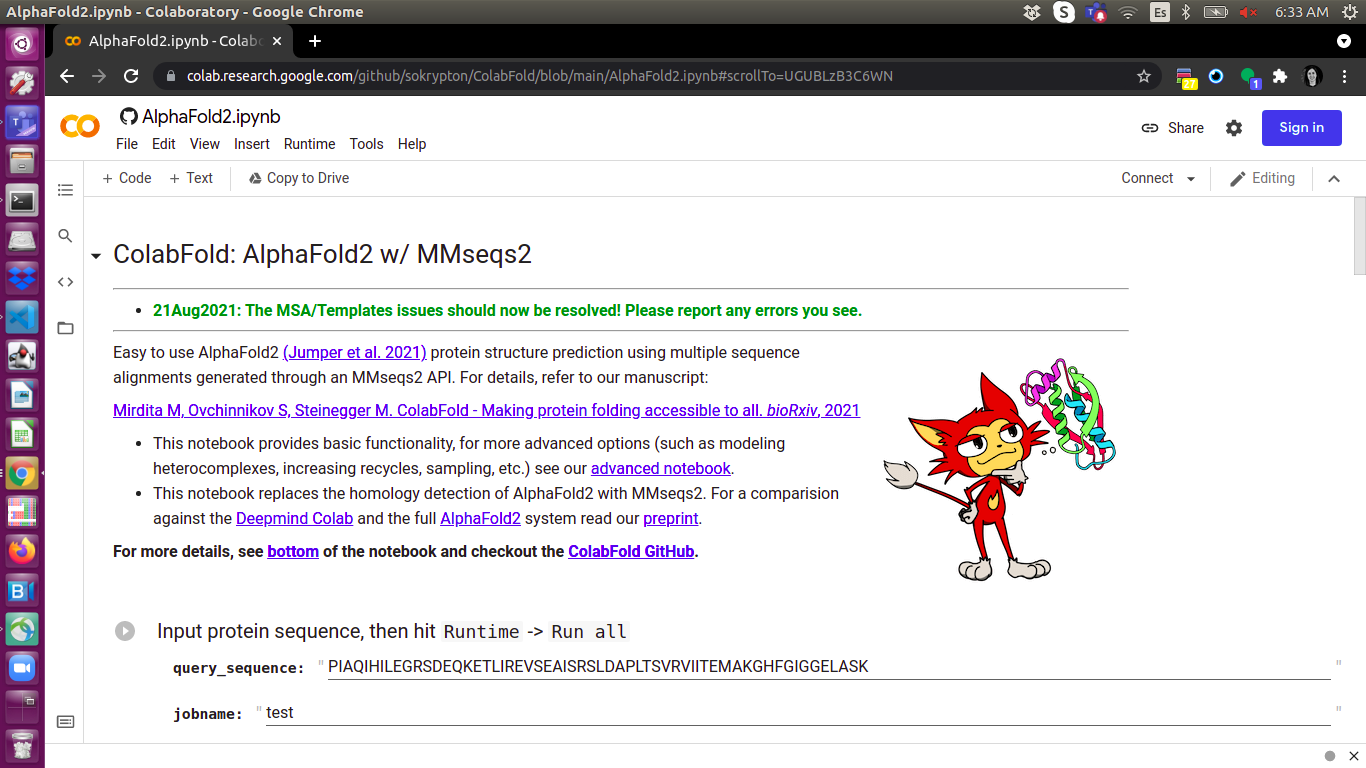 AlphaFold2.ipynb - Colaboratory - Google Chrome
Es
6:33 AM
AlphaFold2.ipynb - Colab
colab.research.google.com/github/sokrypton/ColabFold/blob/main/AlphaFold2.ipynb#scrollTo=UGUBLzB3C6WN
27
1
AlphaFold2.ipynb
File Edit View Insert Runtime Tools Help
Share
Sign in
+ Code + Text
Copy to Drive
Connect
Editing
ColabFold: AlphaFold2 w/ MMseqs2
• 21Aug2021: The MSA/Templates issues should now be resolved! Please report any errors you see.
Easy to use AlphaFold2 (Jumper et al. 2021) protein structure prediction using multiple sequence
alignments generated through an MMseqs2 API. For details, refer to our manuscript:
Mirdita M, Ovchinnikov S, Steinegger M. ColabFold - Making protein folding accessible to all. bioRxiv, 2021
• This notebook provides basic functionality, for more advanced options (such as modeling
heterocomplexes, increasing recycles, sampling, etc.) see our advanced notebook.
• This notebook replaces the homology detection of AlphaFold2 with MMseqs2. For a comparision
against the Deepmind Colab and the full AlphaFold2 system read our preprint.
For more details, see bottom of the notebook and checkout the ColabFold GitHub.
Input protein sequence, then hit Runtime -> Run all
query_sequence: "PIAQIHILEGRSDEQKETLIREVSEAISRSLDAPLTSVRVIITEMAKGHFGIGGELASK"
jobname: "test"